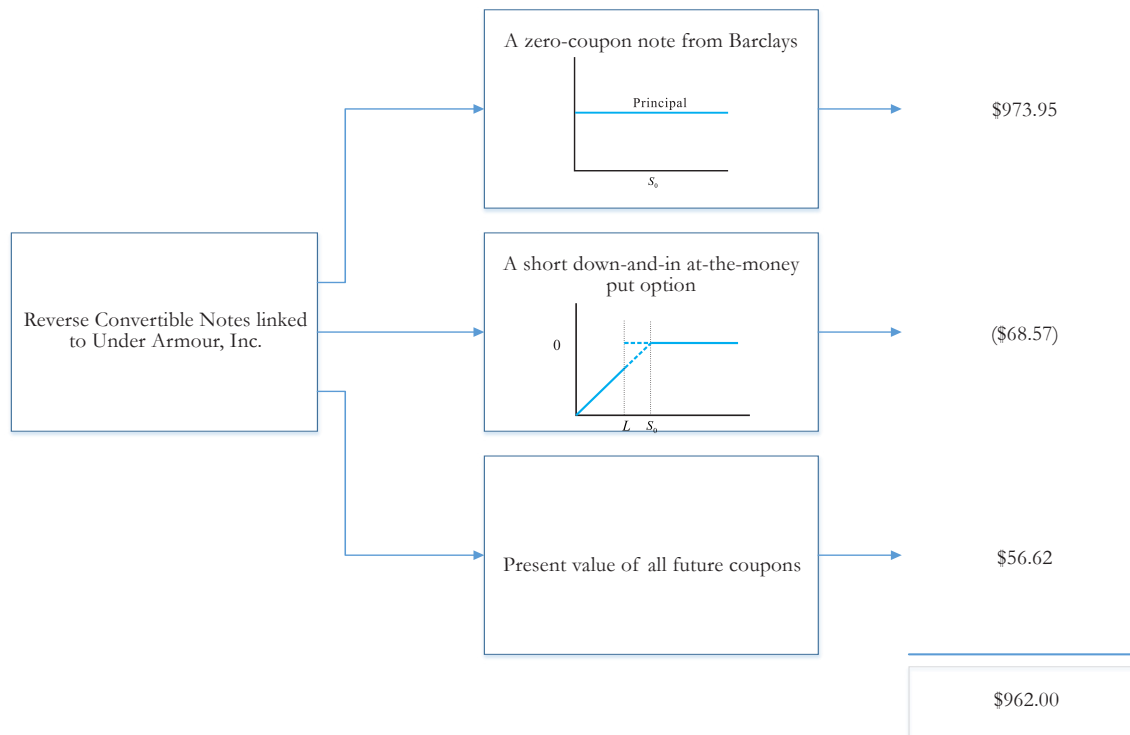 A zero-coupon note from Barclays
Principal
S₀
$973.95
Reverse Convertible Notes linked
to Under Armour, Inc.
A short down-and-in at-the-money
put option
0
L S₀
($68.57)
Present value of all future coupons
$56.62
$962.00